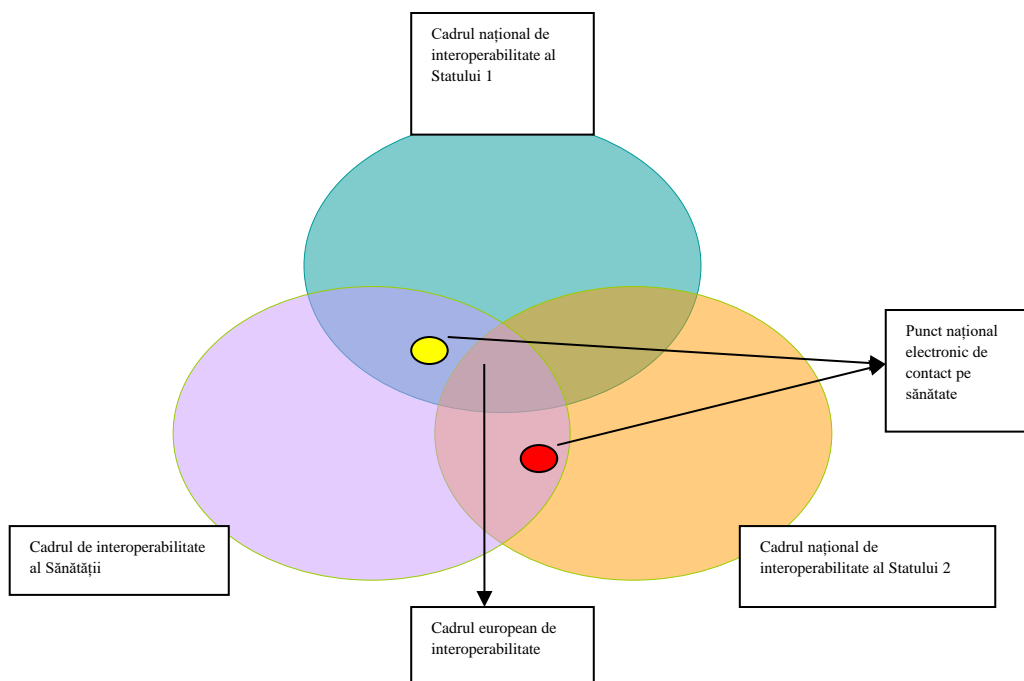 Cadrul național de
interoperabilitate al
Statului 1
Punct național
electronic de
contact pe
sănătate
Cadrul de interoperabilitate
al Sănătății
Cadrul național de
interoperabilitate al Statului 2
Cadrul european de
interoperabilitate